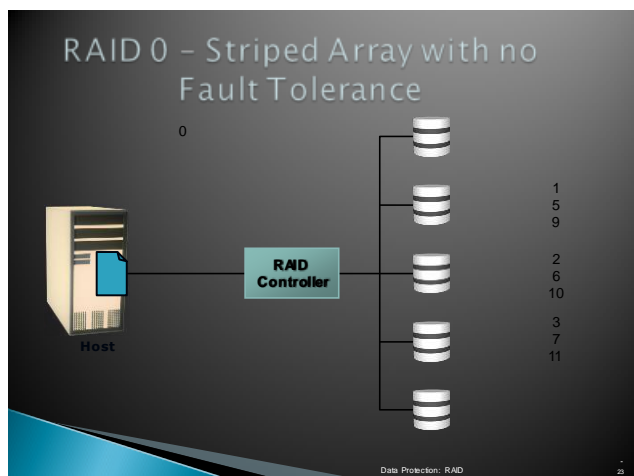 RAID 0 – Striped Array with no
Fault Tolerance
0
1
5
9
2
6
10
3
7
11
RAID
Controller
Host
Data Protection: RAID
-
23